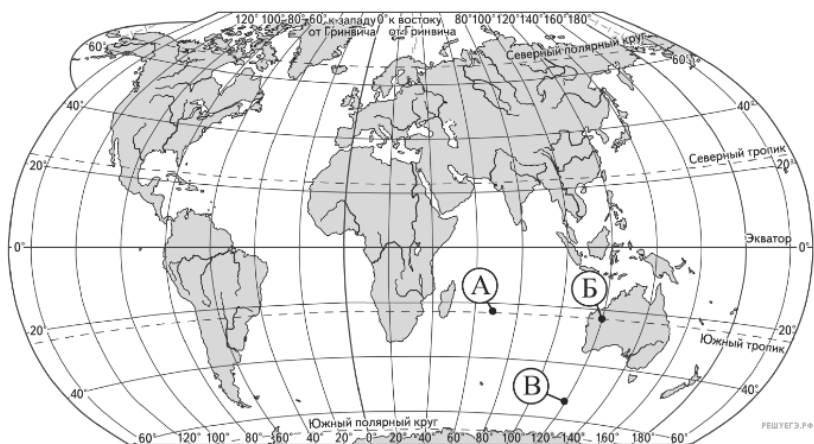 120° 100° 80° 60° к западу 0° к востоку 80° 100° 120° 140° 160° 180°
от Гринвича от Гринвича
60° Северный полярный круг 60°
40° 40°
20° Северный тропик 20°
0° Экватор 0°
А Б
20° Южный тропик 20°
40 В 40°
Южный полярный круг
60° 80° 60° 40° 20° 0° 20° 40° 60° 80° 100° 120° 140° 160° 180° 160°
РЕШУЕГЭ.РФ